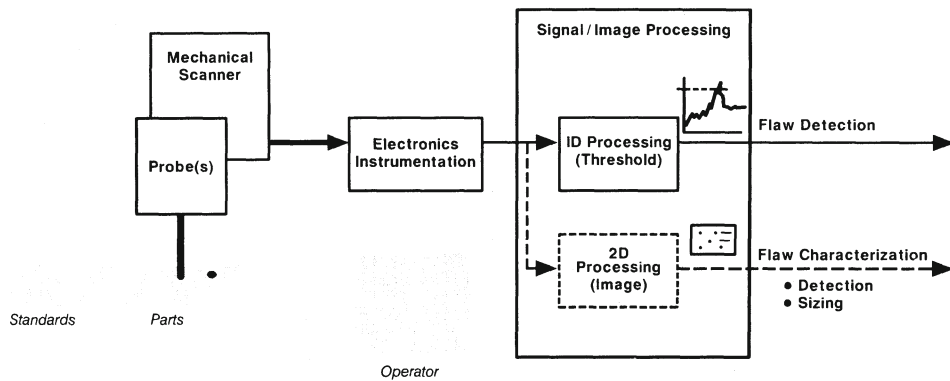 Signal / Image Processing
Mechanical
Scanner
Probe(s)
Electronics
Instrumentation
ID Processing
(Threshold)
Flaw Detection
2D
Processing
(Image)
Flaw Characterization
● Detection
● Sizing
Standards
Parts
Operator